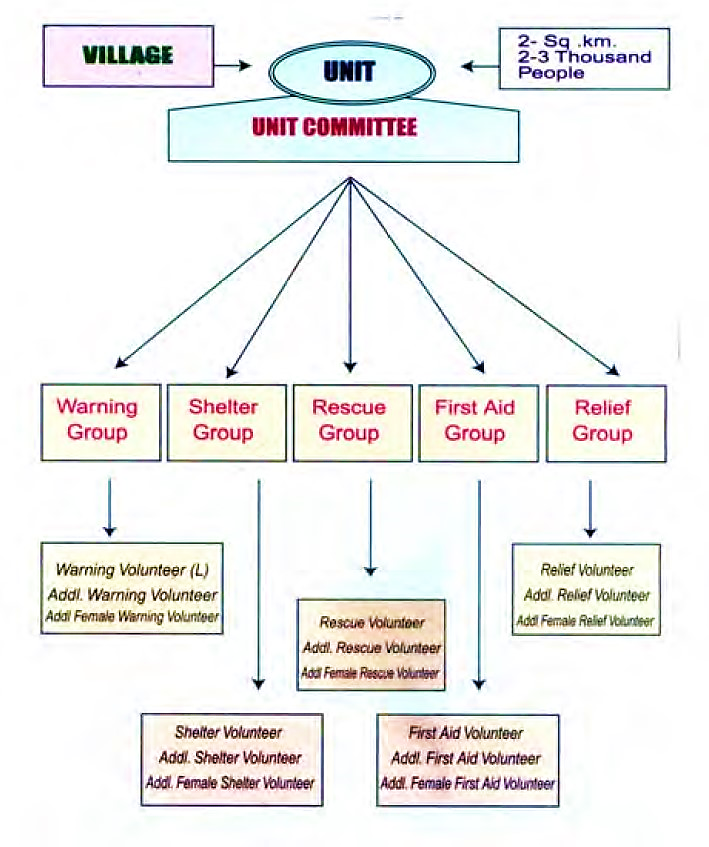 VILLAGE
UNIT
2- Sq .km.
2-3 Thousand
People
UNIT COMMITTEE
Warning
Group
Shelter
Group
Rescue
Group
First Aid
Group
Relief
Group
Warning Volunteer (L)
Addl. Warning Volunteer
Addl Female Warning Volunteer
Relief Volunteer
Addl. Relief Volunteer
Addl Female Relief Volunteer
Rescue Volunteer
Addl. Rescue Volunteer
Addl Female Rescue Volunteer
Shelter Volunteer
Addl. Shelter Volunteer
Addl. Female Shelter Volunteer
First Aid Volunteer
Addl. First Aid Volunteer
Addl. Female First Aid Volunteer